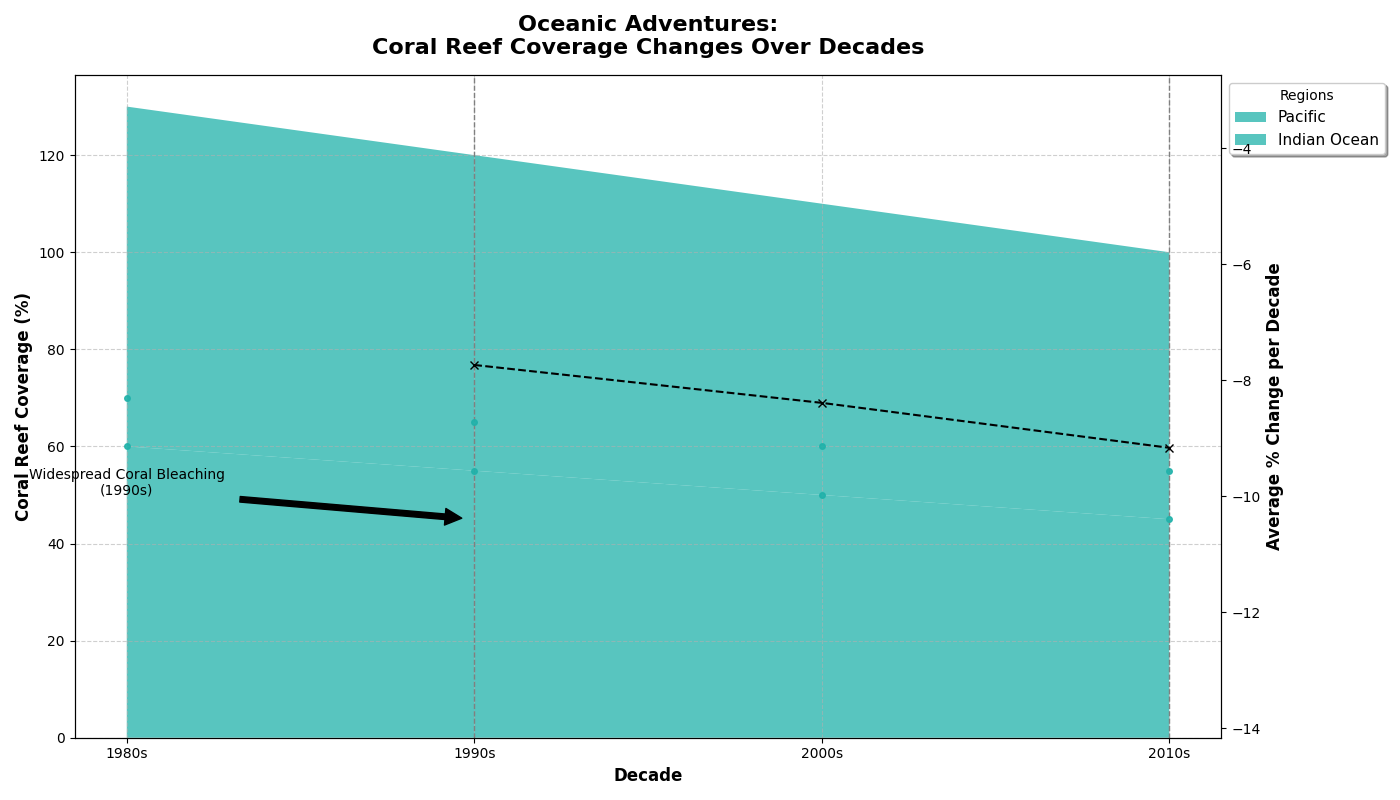 Oceanic Adventures:
Coral Reef Coverage Changes Over Decades
Coral Reef Coverage (%)
120
100
80
60
40
20
0
Widespread Coral Bleaching
(1990s)
1980s
1990s
2000s
2010s
Decade
Regions
Pacific
Indian Ocean
−4
−6
−8
−10
−12
−14
Average % Change per Decade